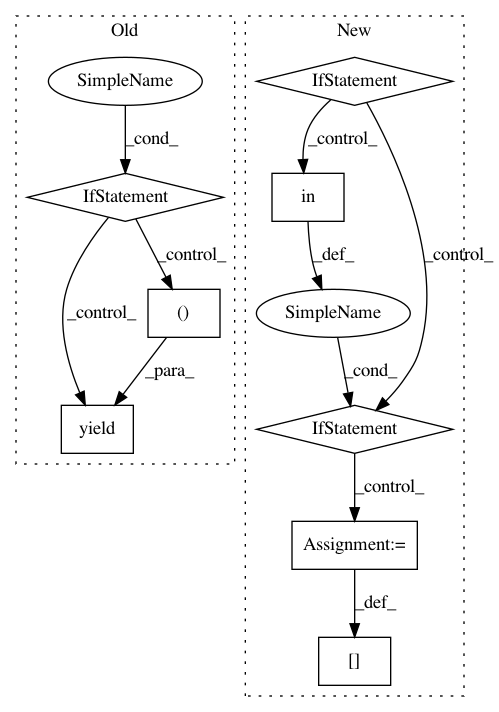 Old
SimpleName
_cond_
IfStatement
_control_
_control_
()
_para_
yield
New
IfStatement
_control_
in
_def_
_control_
SimpleName
_cond_
IfStatement
_control_
Assignment:=
_def_
[]